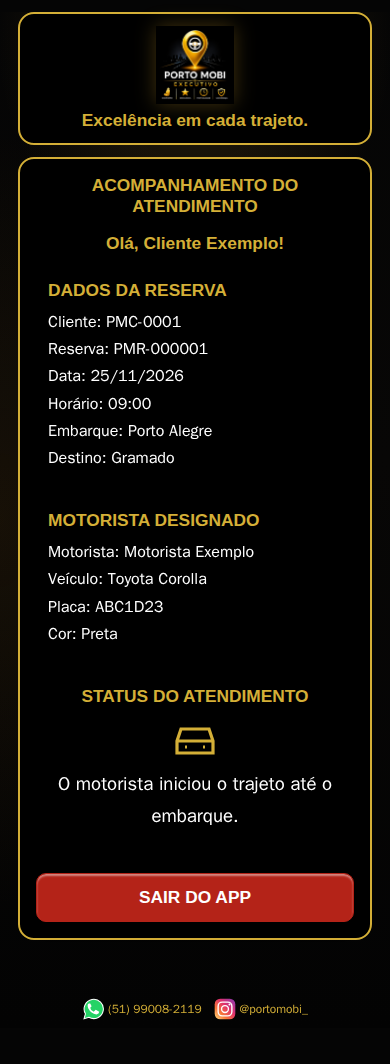 PORTO MOBI
EXECUTIVO
Excelência em cada trajeto.
ACOMPANHAMENTO DO
ATENDIMENTO
Olá, Cliente Exemplo!
DADOS DA RESERVA
Cliente: PMC-0001
Reserva: PMR-000001
Data: 25/11/2026
Horário: 09:00
Embarque: Porto Alegre
Destino: Gramado
MOTORISTA DESIGNADO
Motorista: Motorista Exemplo
Veículo: Toyota Corolla
Placa: ABC1D23
Cor: Preta
STATUS DO ATENDIMENTO
O motorista iniciou o trajeto até o
embarque.
SAIR DO APP
(51) 99008-2119 @portomobi_